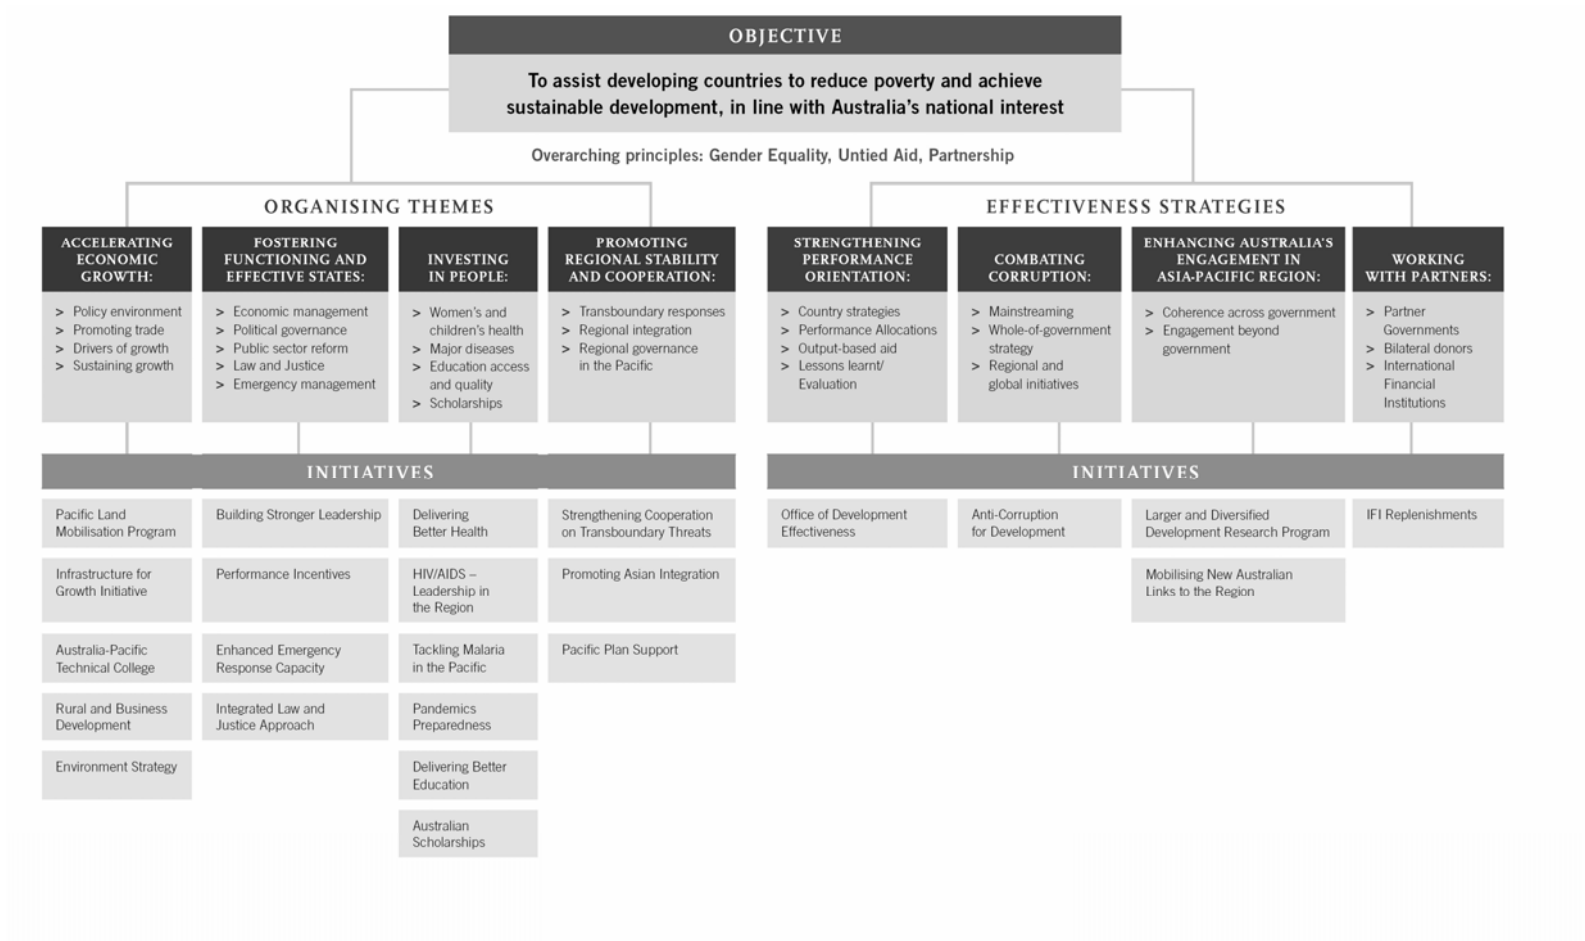 OBJECTIVE
To assist developing countries to reduce poverty and achieve
sustainable development, in line with Australia's national interest
Overarching principles: Gender Equality, Untied Aid, Partnership
ORGANISING THEMES
ACCELERATING
ECONOMIC
GROWTH:
> Policy environment
> Promoting trade
> Drivers of growth
> Sustaining growth
FOSTERING
FUNCTIONING AND
EFFECTIVE STATES:
> Economic management
> Political governance
> Public sector reform
> Law and Justice
> Emergency management
INVESTING
IN PEOPLE:
> Women's and
children's health
> Major diseases
> Education access
and quality
> Scholarships
PROMOTING
REGIONAL STABILITY
AND COOPERATION:
> Transboundary responses
> Regional integration
> Regional governance
in the Pacific
INITIATIVES
Pacific Land
Mobilisation Program
Infrastructure for
Growth Initiative
Australia-Pacific
Technical College
Rural and Business
Development
Environment Strategy
Building Stronger Leadership
Performance Incentives
Enhanced Emergency
Response Capacity
Integrated Law and
Justice Approach
Delivering
Better Health
HIV/AIDS –
Leadership in
the Region
Tackling Malaria
in the Pacific
Pandemics
Preparedness
Delivering Better
Education
Australian
Scholarships
Strengthening Cooperation
on Transboundary Threats
Promoting Asian Integration
Pacific Plan Support
EFFECTIVENESS STRATEGIES
STRENGTHENING
PERFORMANCE
ORIENTATION:
> Country strategies
> Performance Allocations
> Output-based aid
> Lessons learnt/
Evaluation
COMBATING
CORRUPTION:
> Mainstreaming
> Whole-of-government
strategy
> Regional and
global initiatives
ENHANCING AUSTRALIA'S
ENGAGEMENT IN
ASIA-PACIFIC REGION:
> Coherence across government
> Engagement beyond
government
WORKING
WITH PARTNERS:
> Partner
Governments
> Bilateral donors
> International
Financial
Institutions
INITIATIVES
Office of Development
Effectiveness
Anti-Corruption
for Development
Larger and Diversified
Development Research Program
Mobilising New Australian
Links to the Region
IFI Replenishments